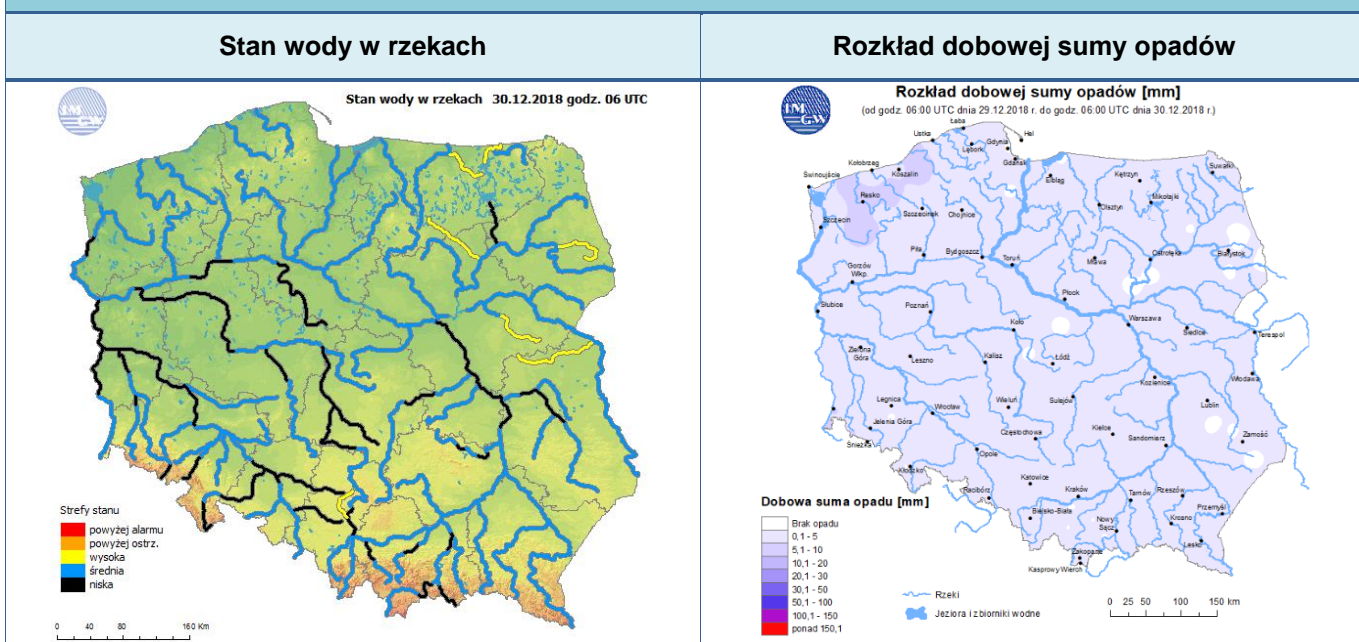 Stan wody w rzekach
Rozkład dobowej sumy opadów
IM
G-W
Stan wody w rzekach 30.12.2018 godz. 06 UTC
Strefy stanu
powyżej alarmu
powyżej ostrz.
wysoka
średnia
niska
0 40 80 160 Km
IM
G-W
Rozkład dobowej sumy opadów [mm]
(od godz. 06:00 UTC dnia 29.12.2018 r. do godz. 06:00 UTC dnia 30.12.2018 r.)
Łeba
Ustka
Hel
Gdynia
Lębork
Gdańsk
Kołobrzeg
Koszalin
Suwałki
Świnoujście
Elbląg
Kętrzyn
Resko
Mikołajki
Szczecinek
Chojnice
Olsztyn
Szczecin
Piła
Bydgoszcz
Toruń
Mława
Ostrołęka
Białystok
Gorzów
Wkp.
Płock
Słubice
Poznań
Koło
Warszawa
Siedlce
Terespol
Zielona
Góra
Leszno
Kalisz
Łódź
Kozienice
Włodawa
Legnica
Wrocław
Wieluń
Sulejów
Lublin
Jelenia Góra
Śnieżka
Częstochowa
Kielce
Sandomierz
Zamość
Kłodzko
Opole
Katowice
Racibórz
Kraków
Tarnów
Rzeszów
Przemyśl
Bielsko-Biała
Nowy
Sącz
Krosno
Lesko
Zakopane
Kasprowy Wierch
Dobowa suma opadu [mm]
Brak opadu
0,1 - 5
5,1 - 10
10,1 - 20
20,1 - 30
30,1 - 50
50,1 - 100
100,1 - 150
ponad 150,1
Rzeki
Jeziora i zbiorniki wodne
0 25 50 100 150 km